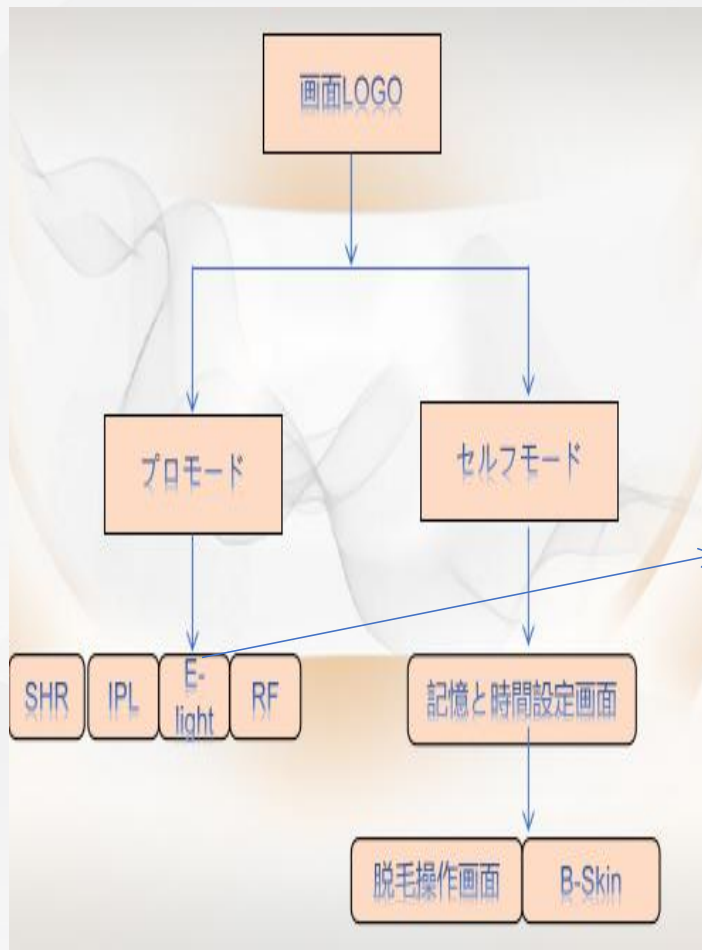 画面LOGO
プロモード
セルフモード
SHR
IPL
E-
light
RF
記憶と時間設定画面
脱毛操作画面
B-Skin